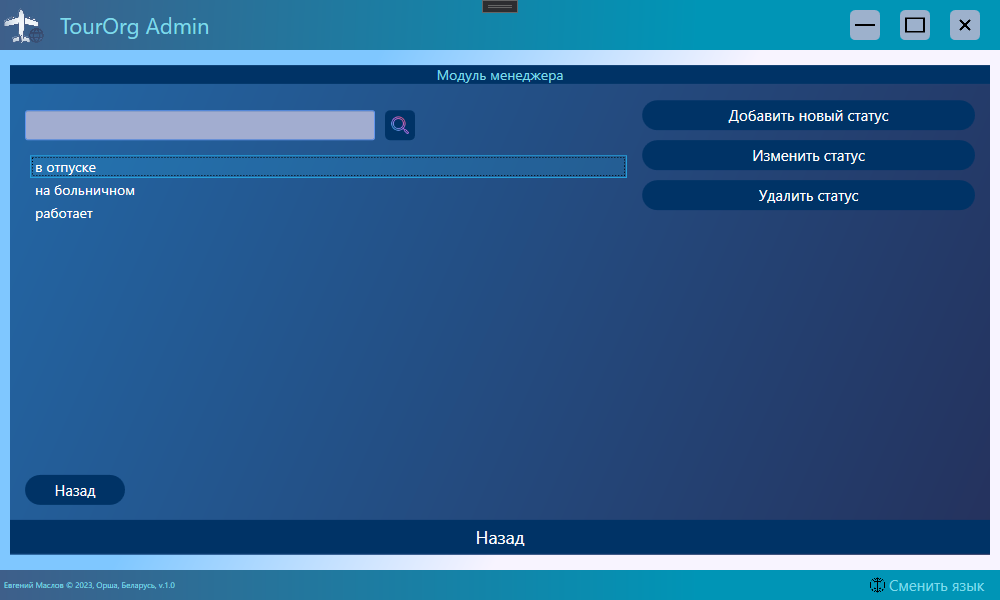 TourOrg Admin
Модуль менеджера
Добавить новый статус
в отпуске
Изменить статус
на больничном
Удалить статус
работает
Назад
Назад
Евгений Маслов © 2023, Орша, Беларусь, v.1.0
Сменить язык